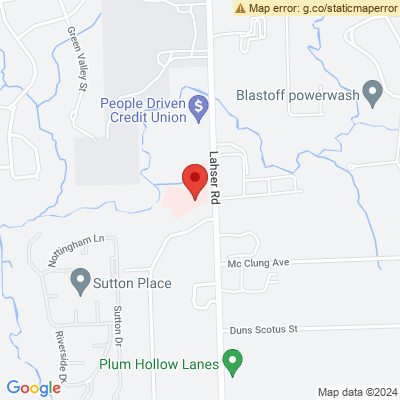 Map error: g.co/staticmaperror
Green Valley St
People Driven
Credit Union
Blastoff powerwash
Lahser Rd
Nottingham Ln
Mc Clung Ave
Sutton Place
Sutton Dr
Riverside Dr
Duns Scotus St
Plum Hollow Lanes
Google
Map data ©2024